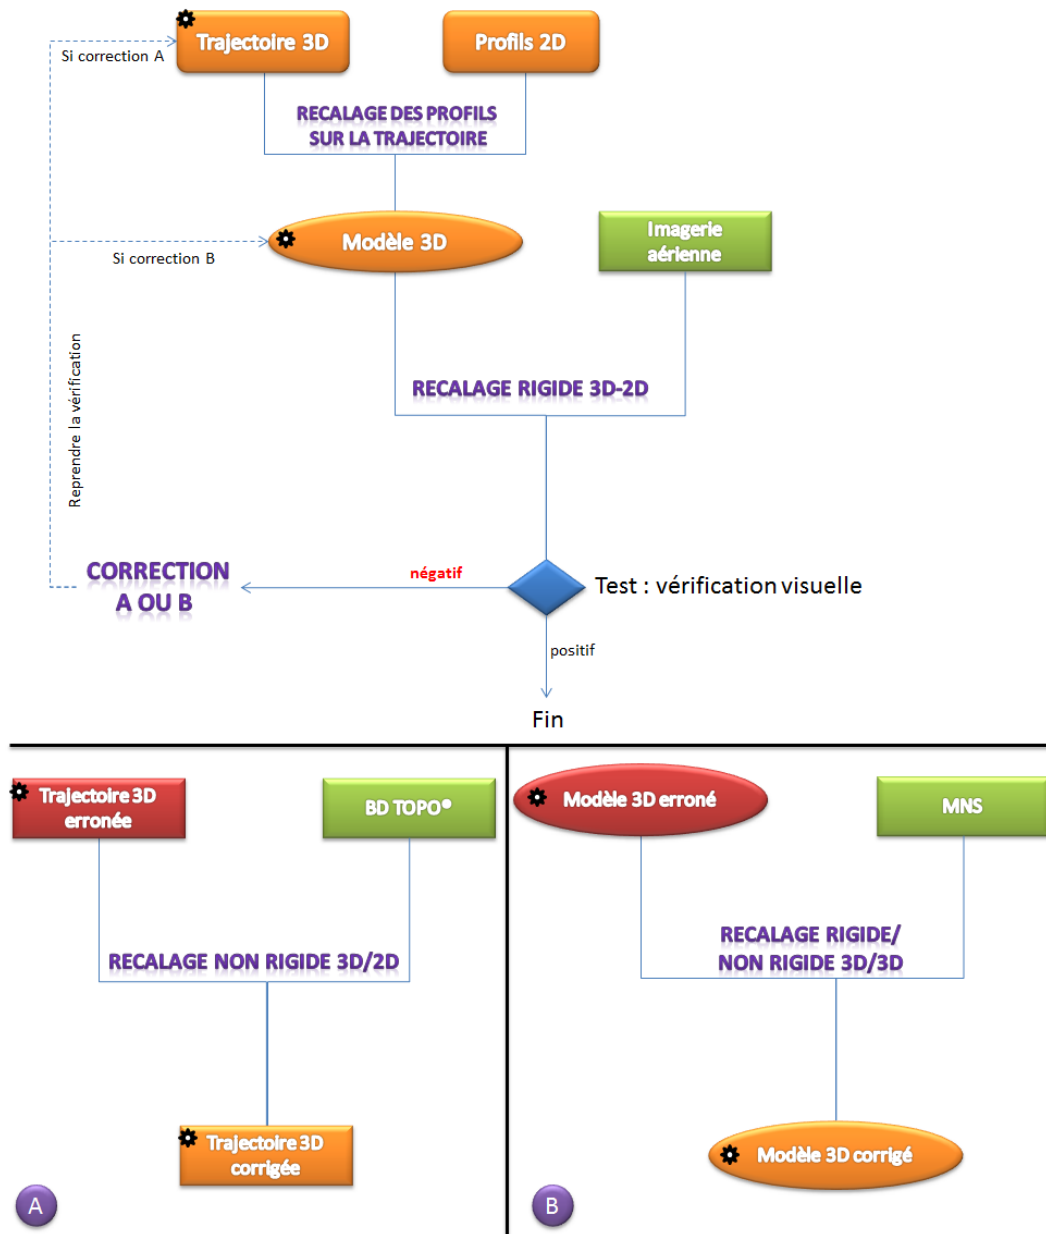 Trajectoire 3D
Profils 2D
Si correction A
RECALAGE DES PROFILS
SUR LA TRAJECTOIRE
Modèle 3D
Imagerie
aérienne
Si correction B
Reprendre la vérification
RECALAGE RIGIDE 3D-2D
CORRECTION
A OU B
négatif
Test : vérification visuelle
positif
Fin
Trajectoire 3D
erronée
BD TOPO®
RECALAGE NON RIGIDE 3D/2D
Trajectoire 3D
corrigée
A
Modèle 3D erroné
MNS
RECALAGE RIGIDE/
NON RIGIDE 3D/3D
Modèle 3D corrigé
B